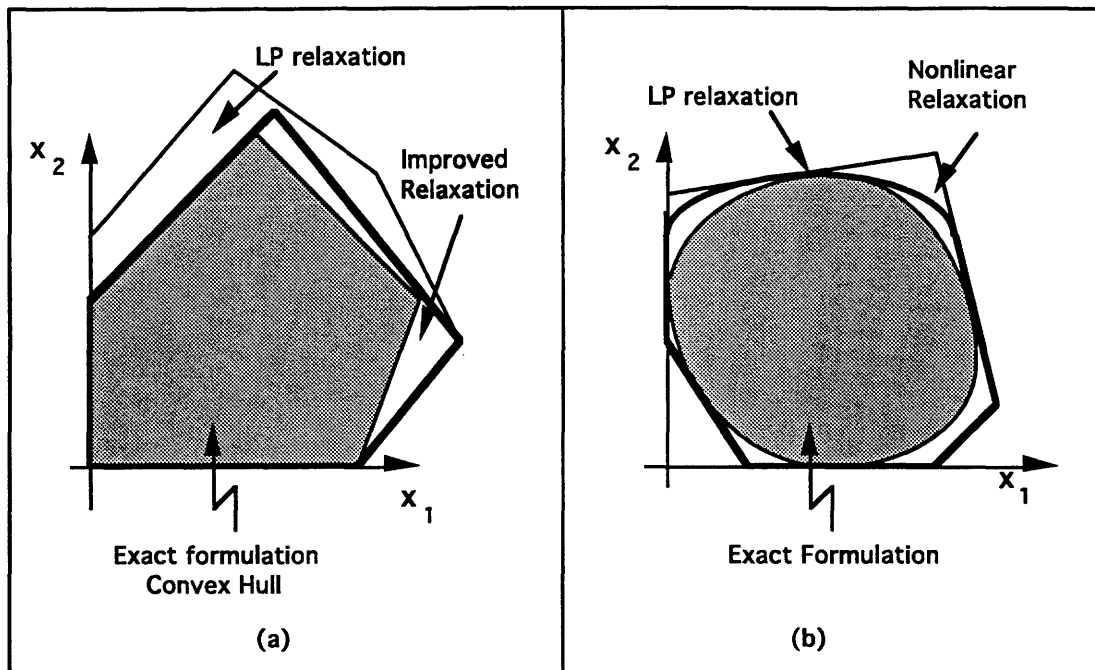 LP relaxation
x 2
Improved
Relaxation
x 1
Exact formulation
Convex Hull
(a)
Nonlinear
Relaxation
LP relaxation
x 2
x 1
Exact Formulation
(b)